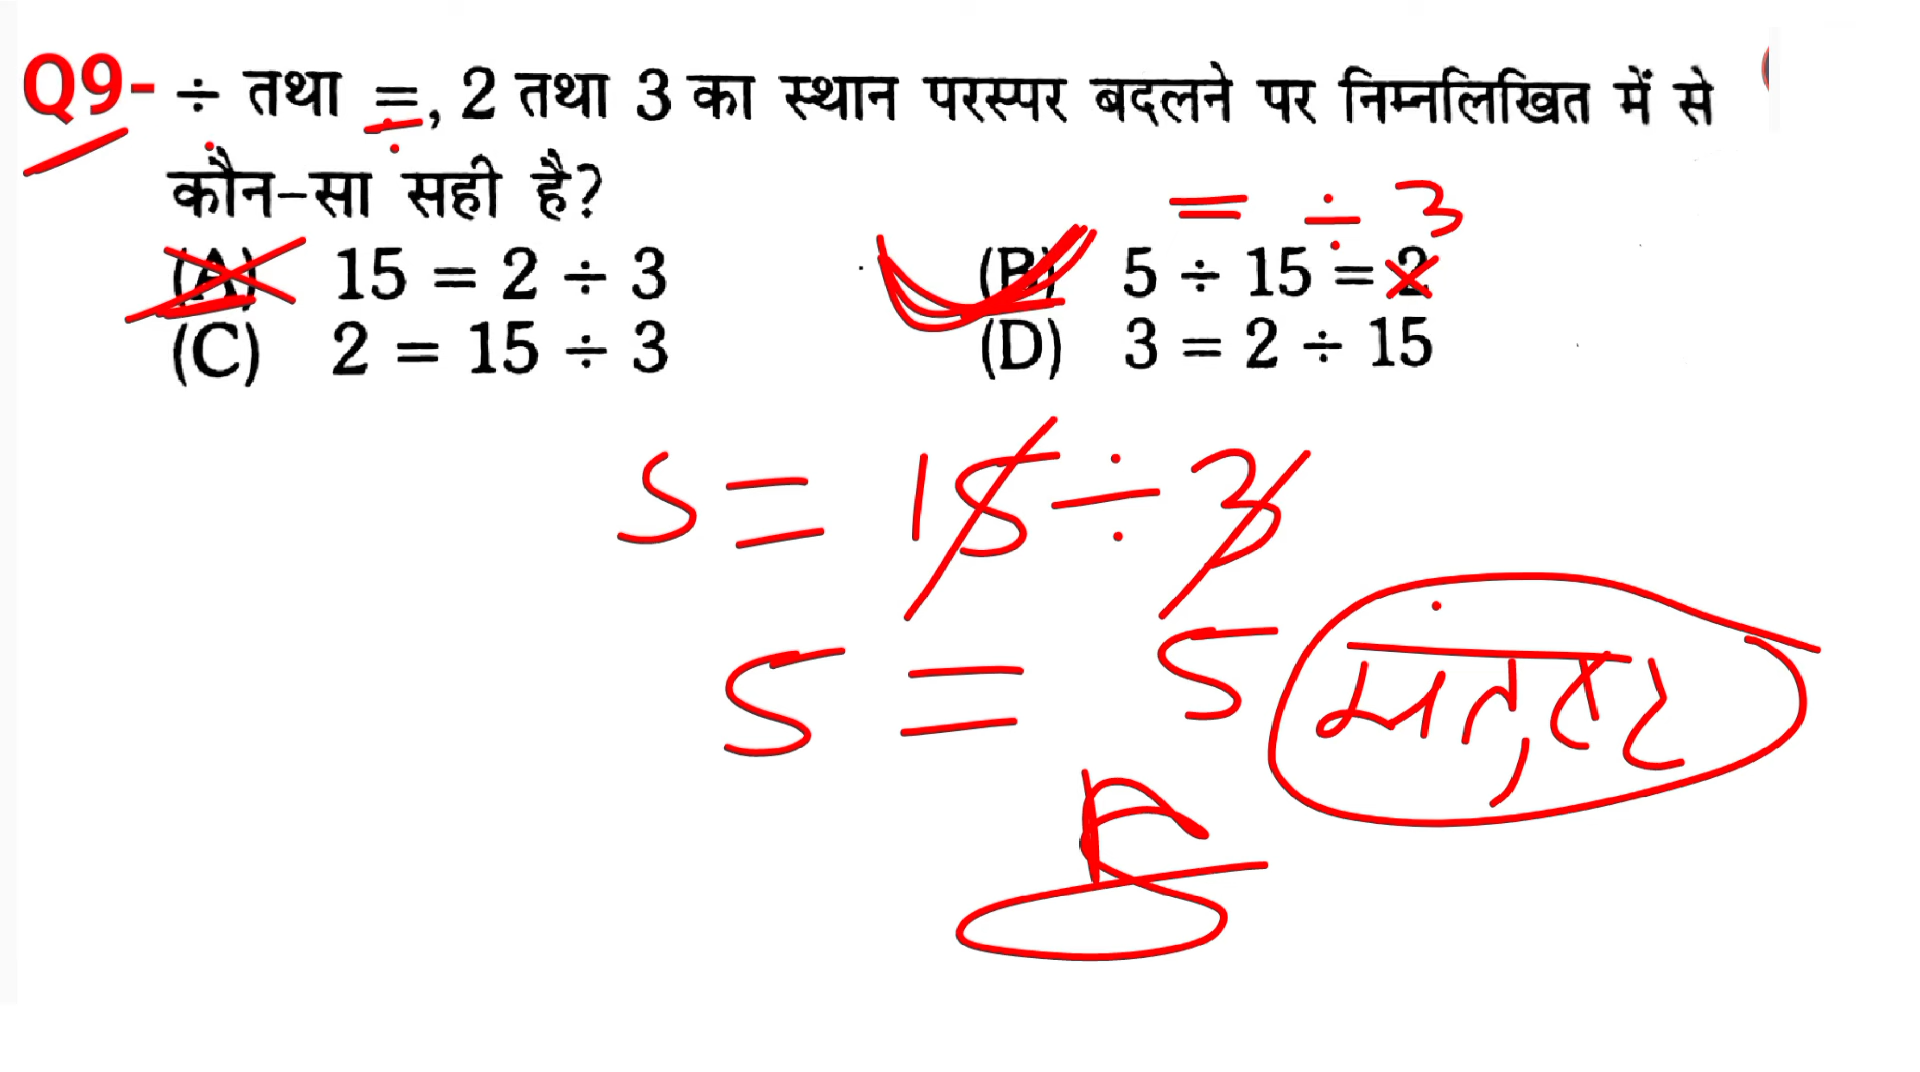 Q9- ÷ तथा =, 2 तथा 3 का स्थान परस्पर बदलने पर निम्नलिखित में से
कौन-सा सही है?
= ÷ 3
(A) 15 = 2 ÷ 3 (B) 5 ÷ 15 = 2
(C) 2 = 15 ÷ 3 (D) 3 = 2 ÷ 15
5 = 15 ÷ 3
5 = 5